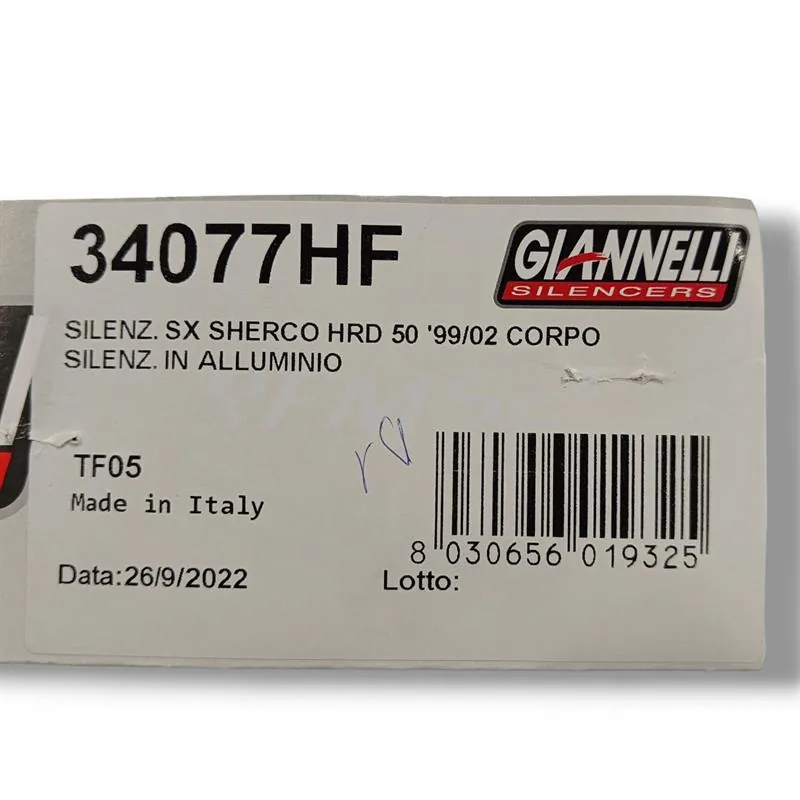 34077HF
GIANNELLI
SILENCERS
SILENZ. SX SHERCO HRD 50 '99/02 CORPO
SILENZ. IN ALLUMINIO
TF05
Made in Italy
8 030656 019325
Data:26/9/2022
Lotto: